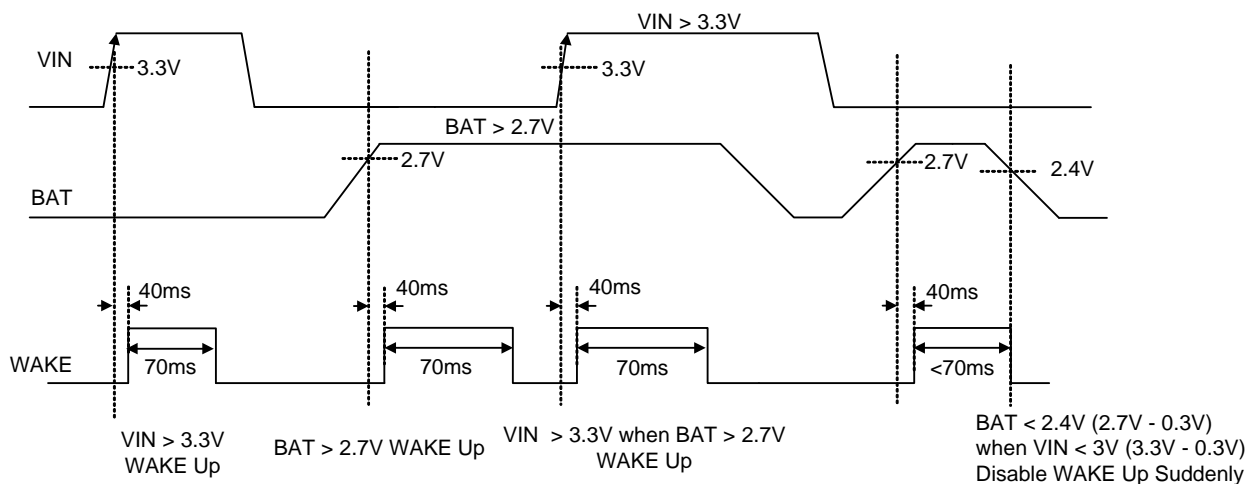 VIN > 3.3V
VIN
3.3V
3.3V
BAT > 2.7V
2.7V
2.7V
2.4V
BAT
40ms
40ms
40ms
40ms
WAKE
70ms
70ms
70ms
<70ms
VIN > 3.3V
WAKE Up
BAT > 2.7V WAKE Up
VIN > 3.3V when BAT > 2.7V
WAKE Up
BAT < 2.4V (2.7V - 0.3V)
when VIN < 3V (3.3V - 0.3V)
Disable WAKE Up Suddenly